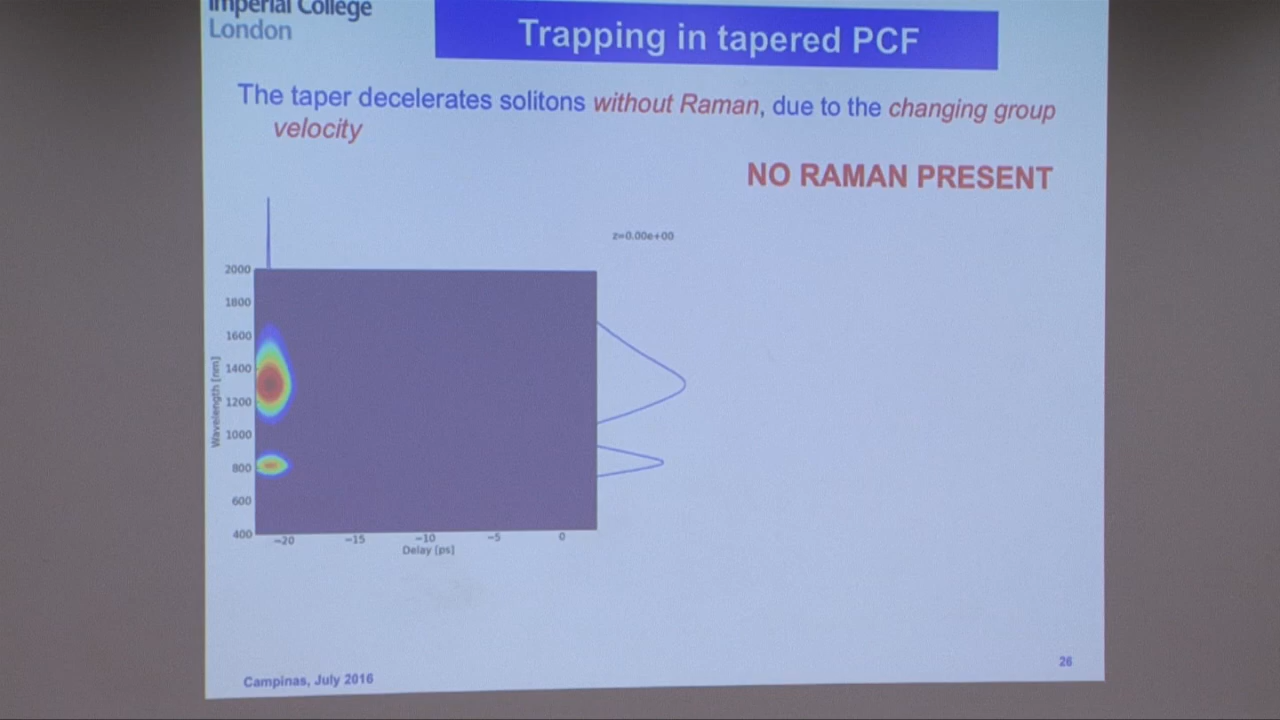 Imperial College
London
Trapping in tapered PCF
The taper decelerates solitons without Raman, due to the changing group
velocity
NO RAMAN PRESENT
z=0.00e+00
2000
1800
1600
1400
1200
1000
800
600
400
Wavelength [nm]
−20 −15 −10 −5 0
Delay [ps]
26
Campinas, July 2016